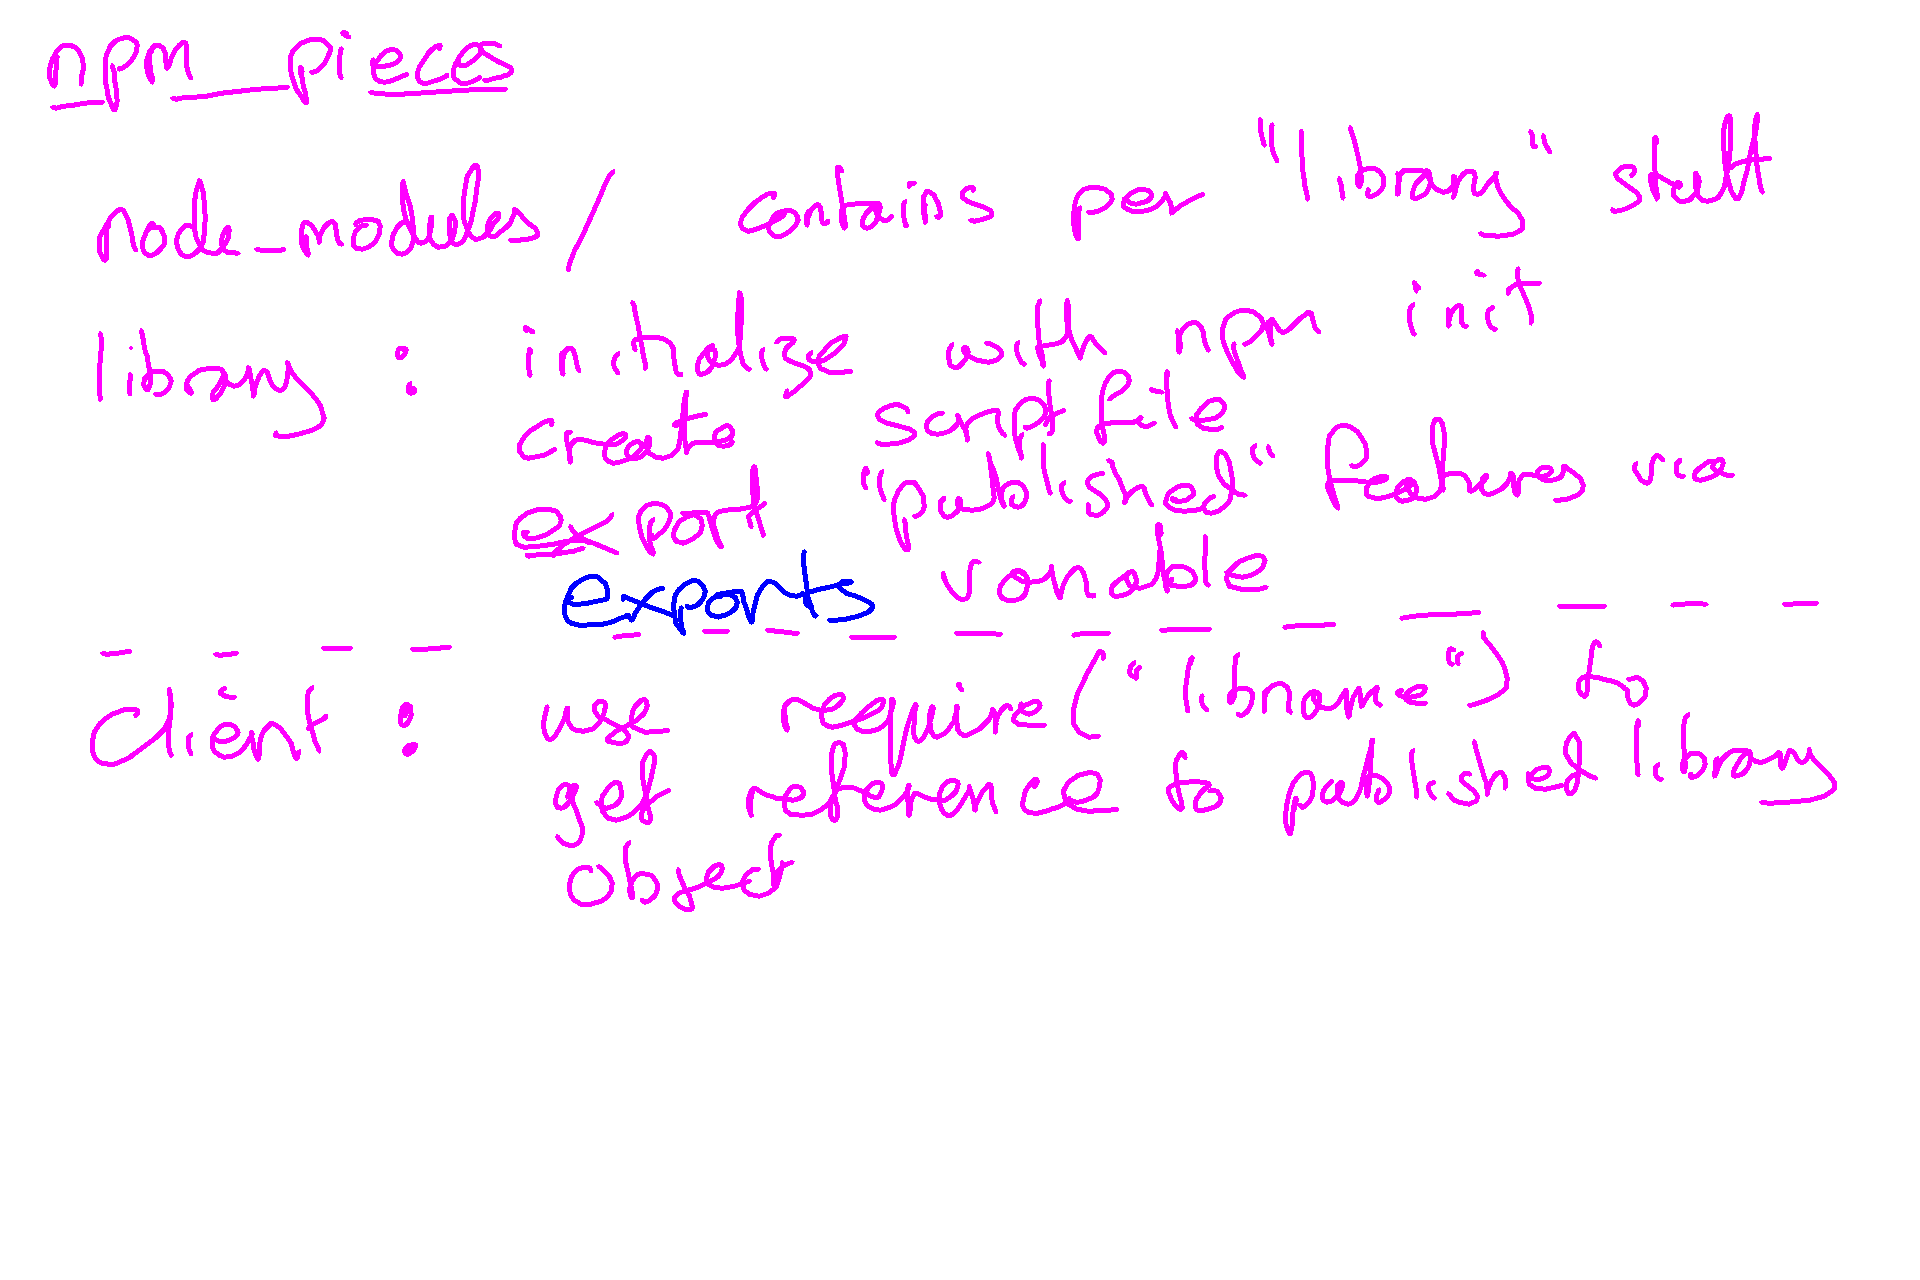 npm pieces
node_modules/ contains per "library" stuff
library : initialize with npm init
create script file
export "published" features via
exports variable
client : use require("libname") to
get reference to published library
object